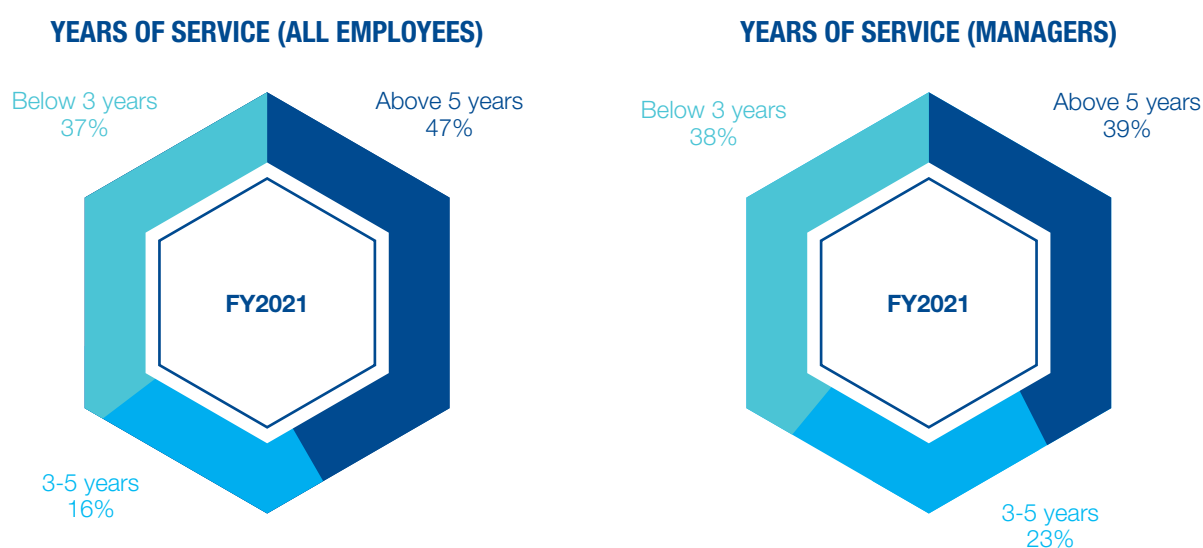 YEARS OF SERVICE (ALL EMPLOYEES)
Below 3 years
37%
Above 5 years
47%
FY2021
3-5 years
16%
YEARS OF SERVICE (MANAGERS)
Below 3 years
38%
Above 5 years
39%
FY2021
3-5 years
23%